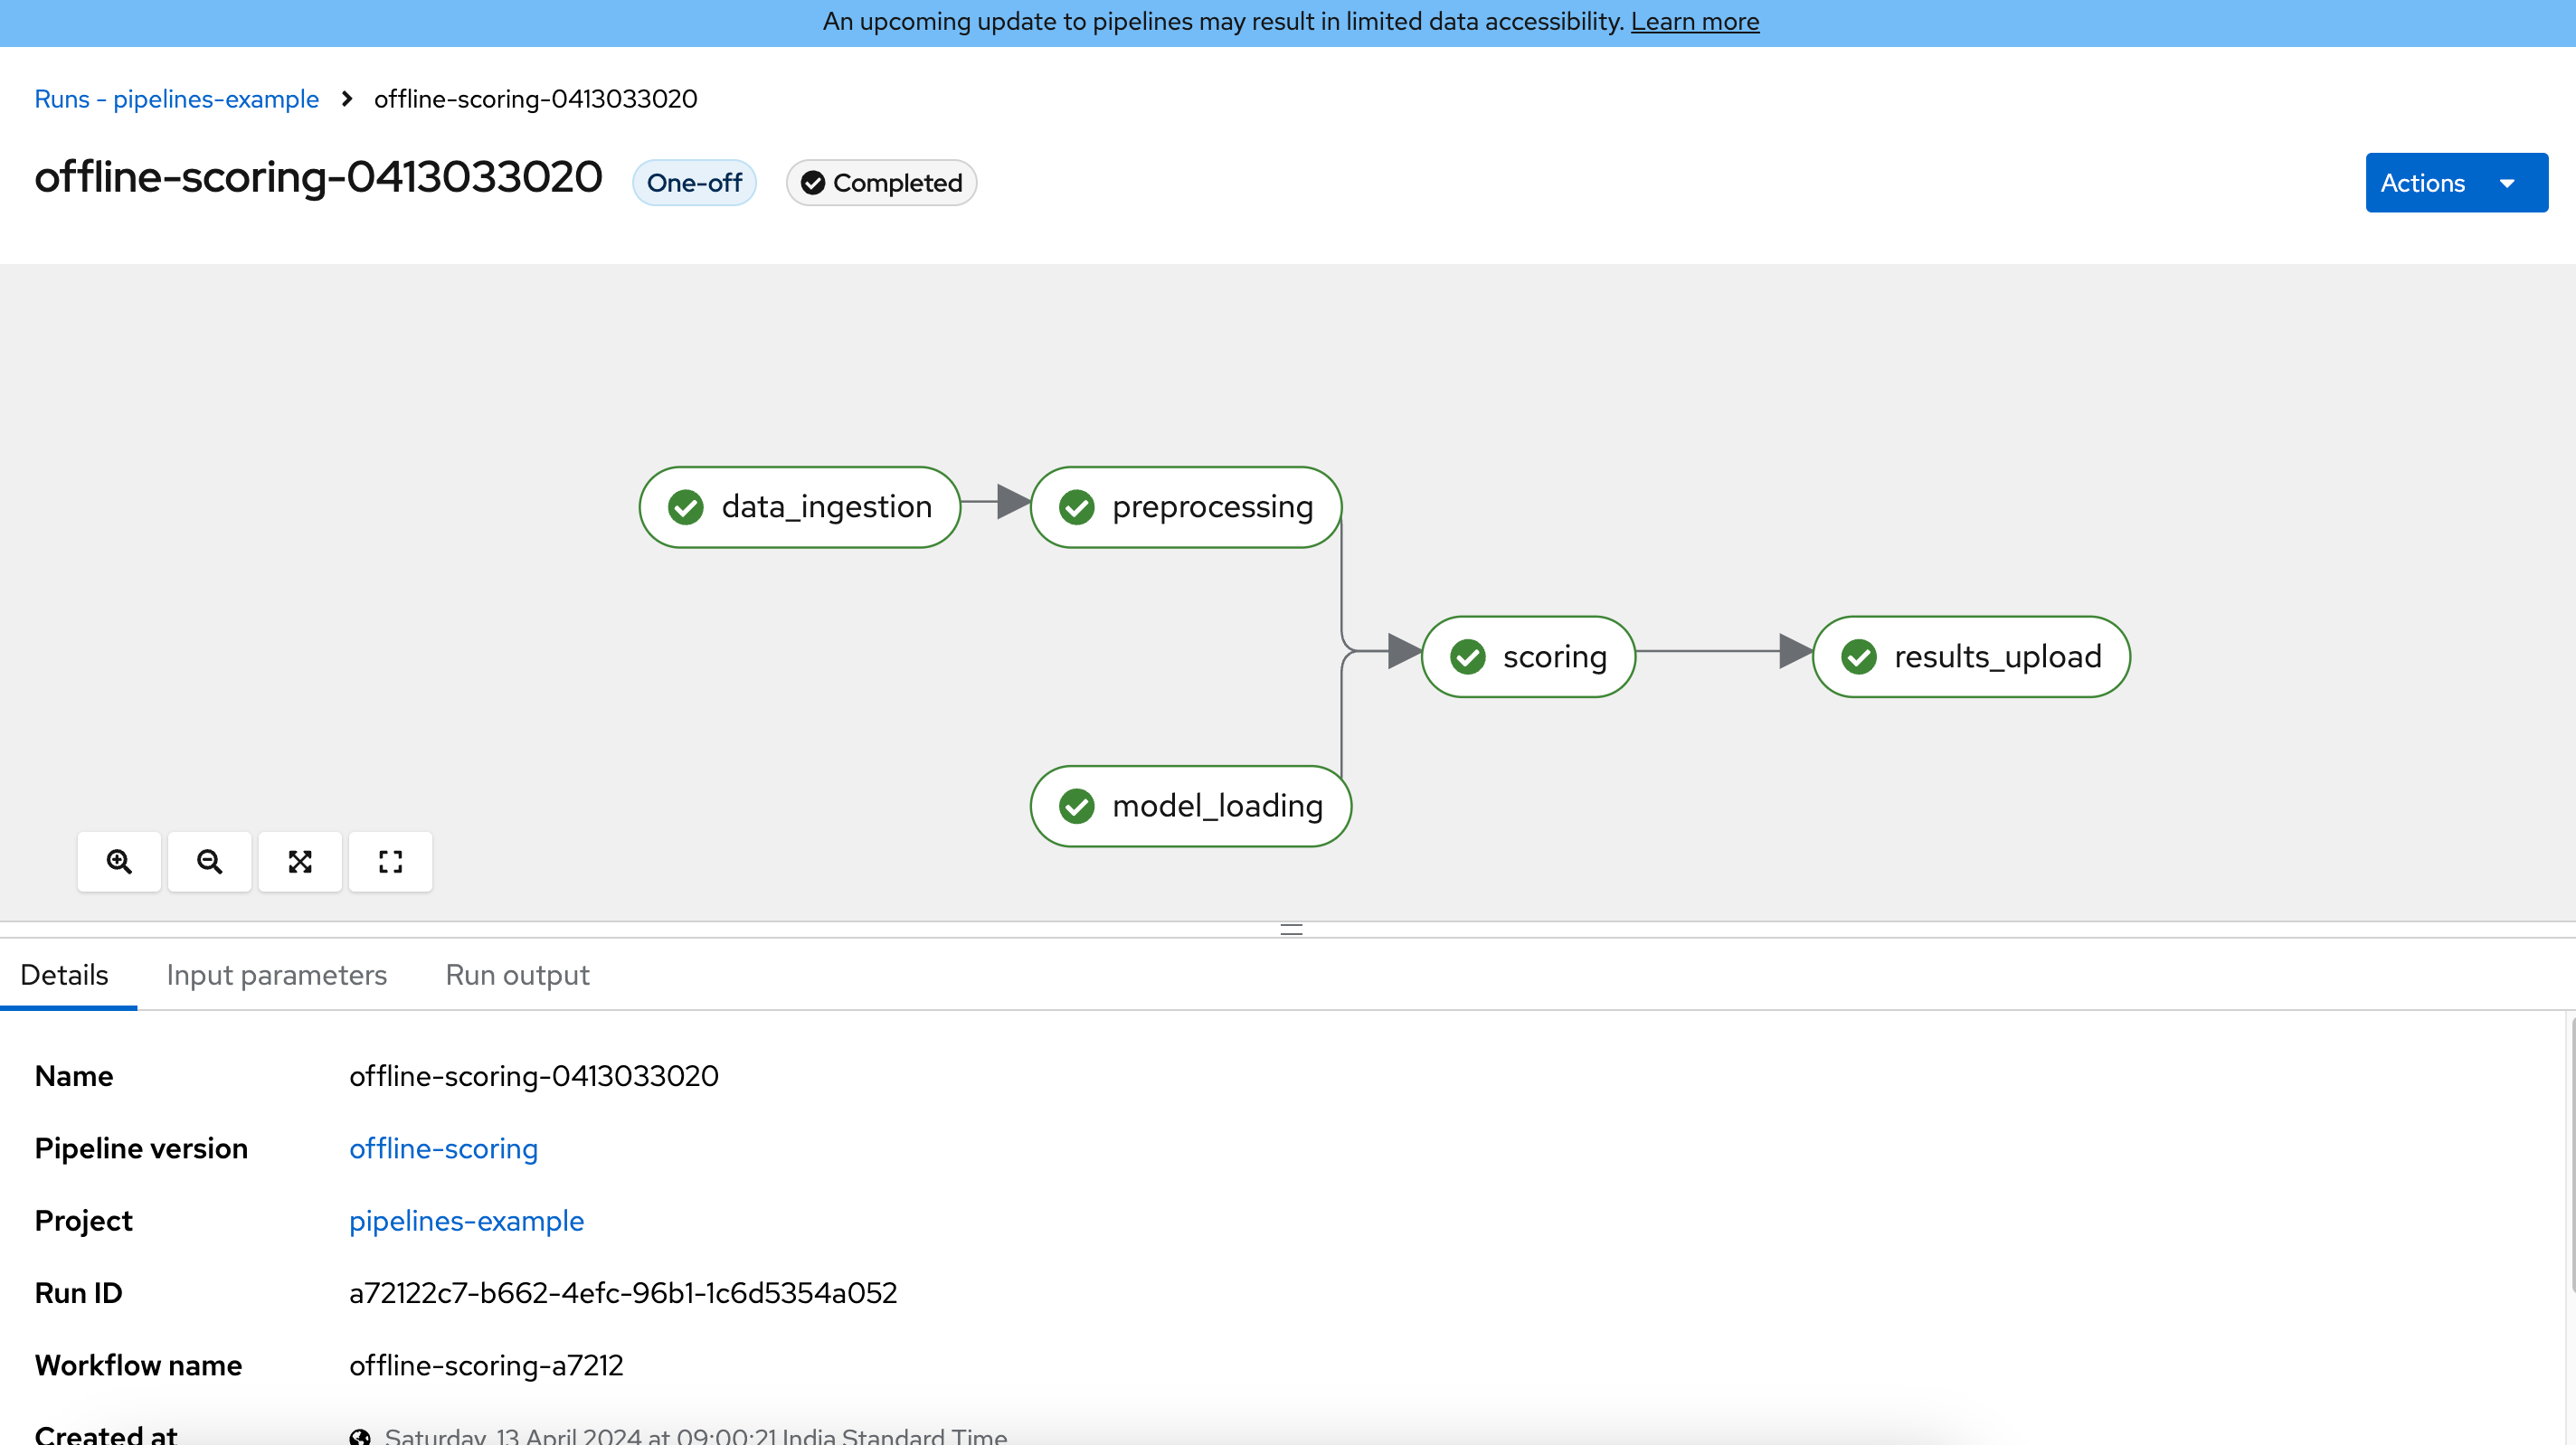 An upcoming update to pipelines may result in limited data accessibility. Learn more
Runs - pipelines-example > offline-scoring-0413033020
offline-scoring-0413033020 One-off Completed
Actions
data_ingestion
preprocessing
scoring
results_upload
model_loading
Details Input parameters Run output
Name offline-scoring-0413033020
Pipeline version offline-scoring
Project pipelines-example
Run ID a72122c7-b662-4efc-96b1-1c6d5354a052
Workflow name offline-scoring-a7212
Created at Saturday, 13 April 2024 at 09:00:21 India Standard Time